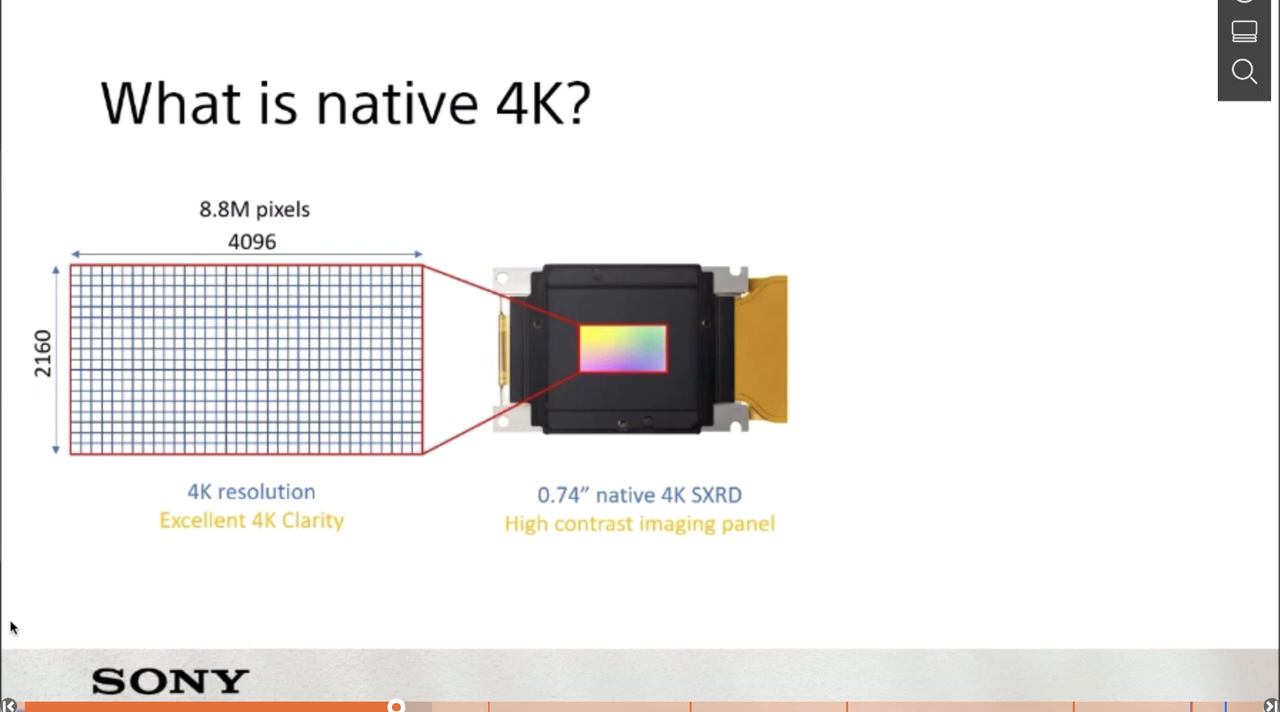 What is native 4K?
8.8M pixels
4096
2160
4K resolution
Excellent 4K Clarity
0.74” native 4K SXRD
High contrast imaging panel
SONY